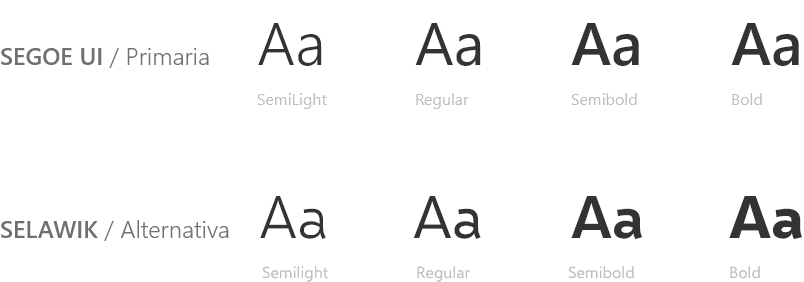 SEGOE UI / Primaria
Aa Aa Aa Aa
SemiLight Regular Semibold Bold
SELAWIK / Alternativa
Aa Aa Aa Aa
Semilight Regular Semibold Bold